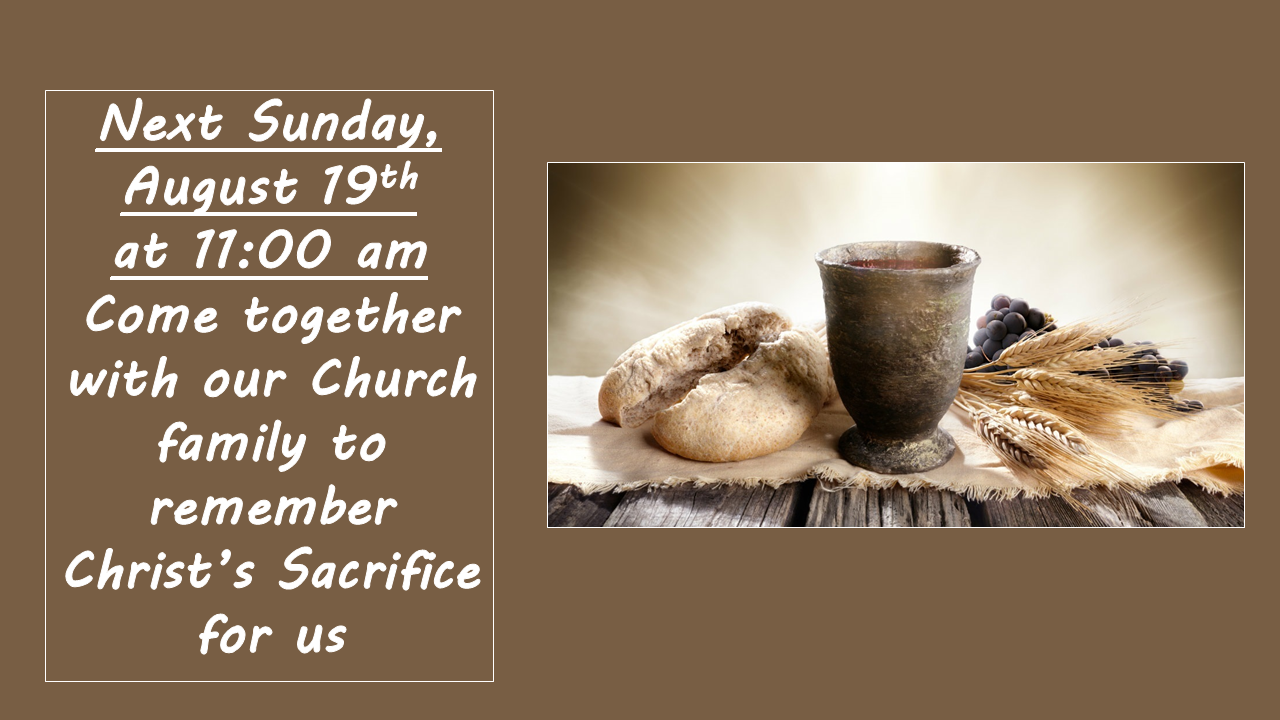 Next Sunday,
August 19th
at 11:00 am
Come together
with our Church
family to
remember
Christ’s Sacrifice
for us